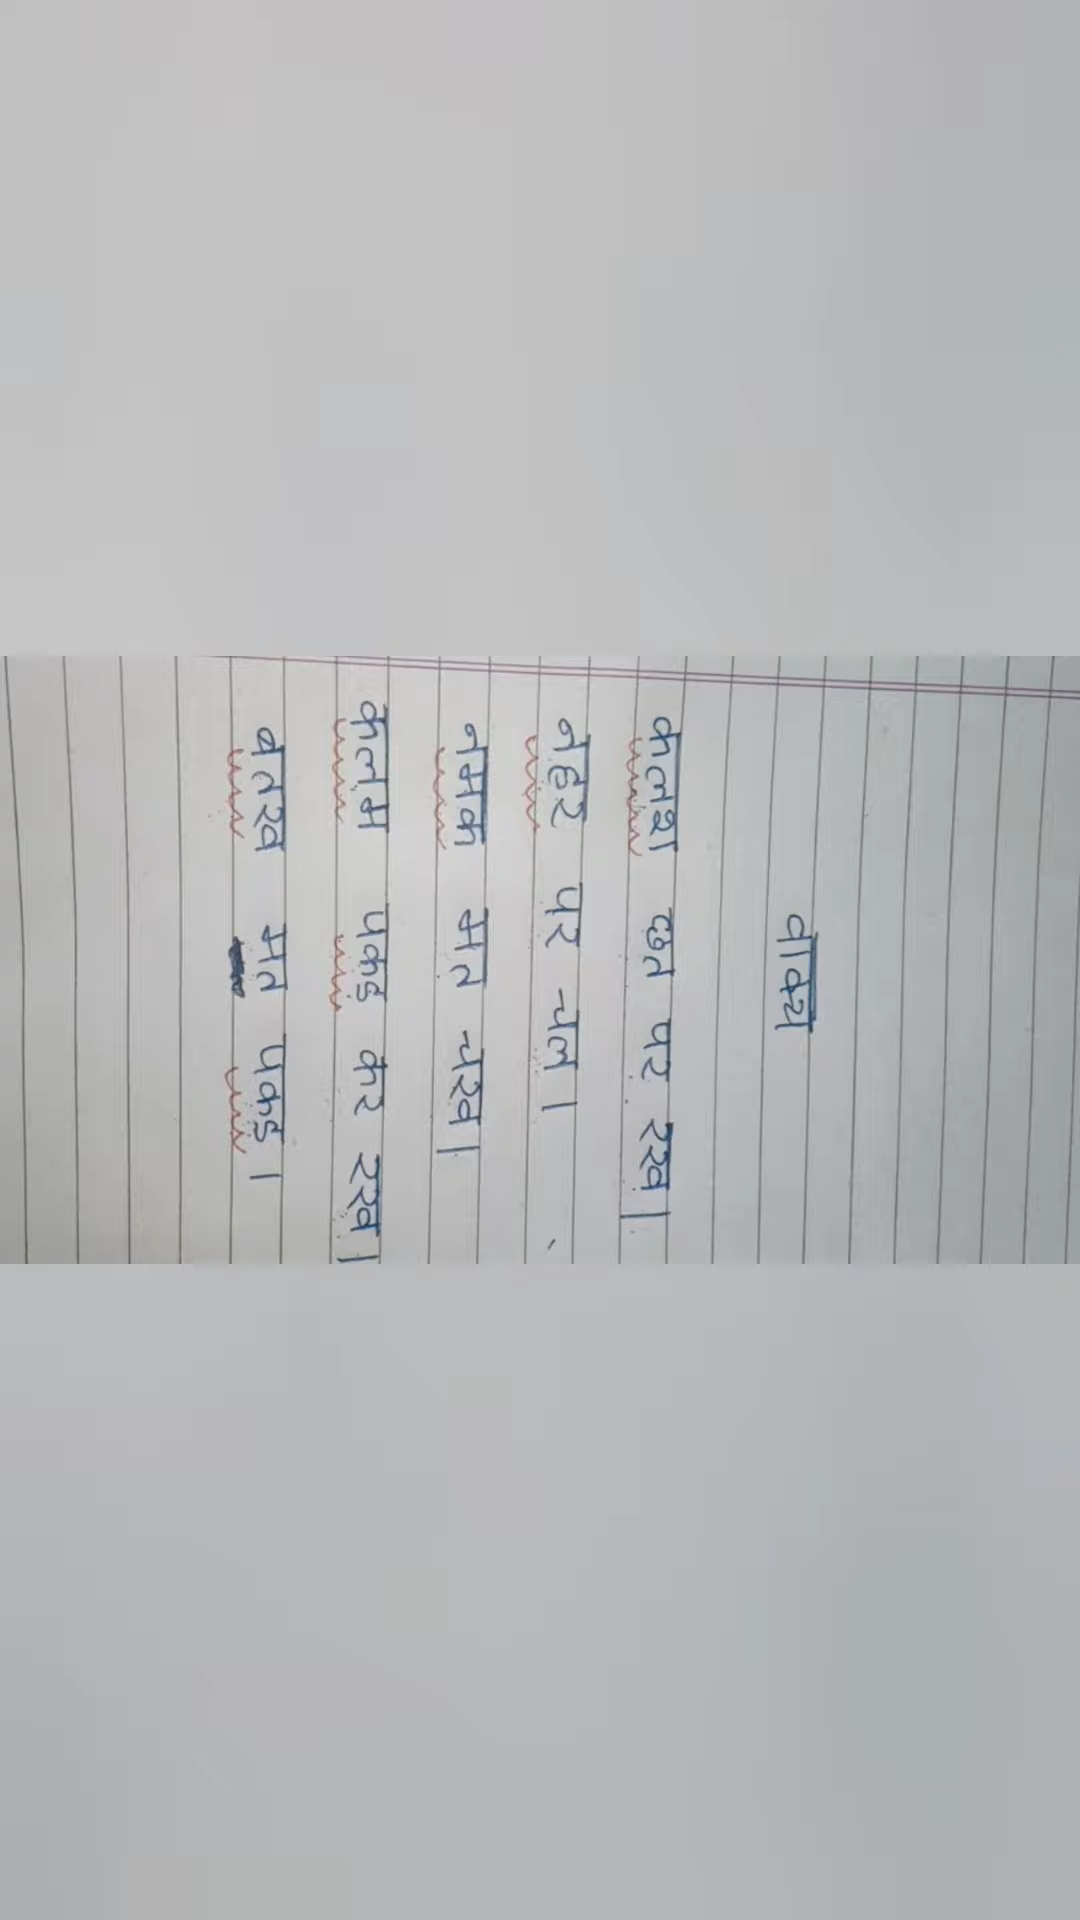 वाक्य
कलश छत पर रख।
नहर पर चल।
नमक मत चख।
कलम पकड कर रख।
बतख मत पकड।